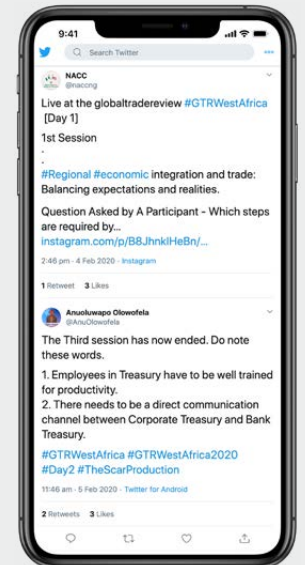 9:41
Search Twitter
NACC
@naccng
Live at the globaltradereview #GTRWestAfrica
[Day 1]
1st Session
.
.
#Regional #economic integration and trade:
Balancing expectations and realities.
Question Asked by A Participant - Which steps
are required by...
instagram.com/p/B8JhnklHeBn/...
2:46 pm · 4 Feb 2020 · Instagram
1 Retweet 3 Likes
Anuoluwapo Olowofela
@AnuOlowofela
The Third session has now ended. Do note
these words.
1. Employees in Treasury have to be well trained
for productivity.
2. There needs to be a direct communication
channel between Corporate Treasury and Bank
Treasury.
#GTRWestAfrica #GTRWestAfrica2020
#Day2 #TheScarProduction
11:46 am · 5 Feb 2020 · Twitter for Android
2 Retweets 3 Likes